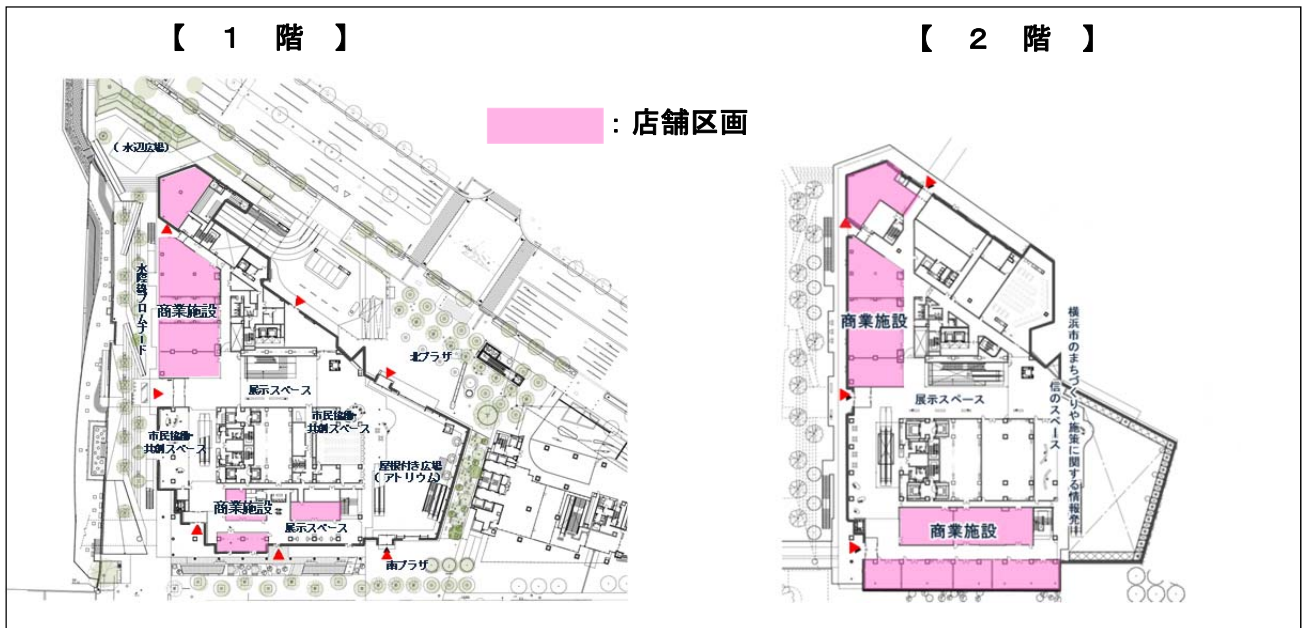 【 1 階 】
【 2 階 】
：店舗区画
（水辺広場）
水際線プロムナード
商業施設
北プラザ
展示スペース
市民協働・
共創スペース
市民協働・
共創スペース
屋根付き広場
（アトリウム）
商業施設
展示スペース
南プラザ
商業施設
展示スペース
横浜市のまちづくりや施策に関する情報発
信のスペース
商業施設